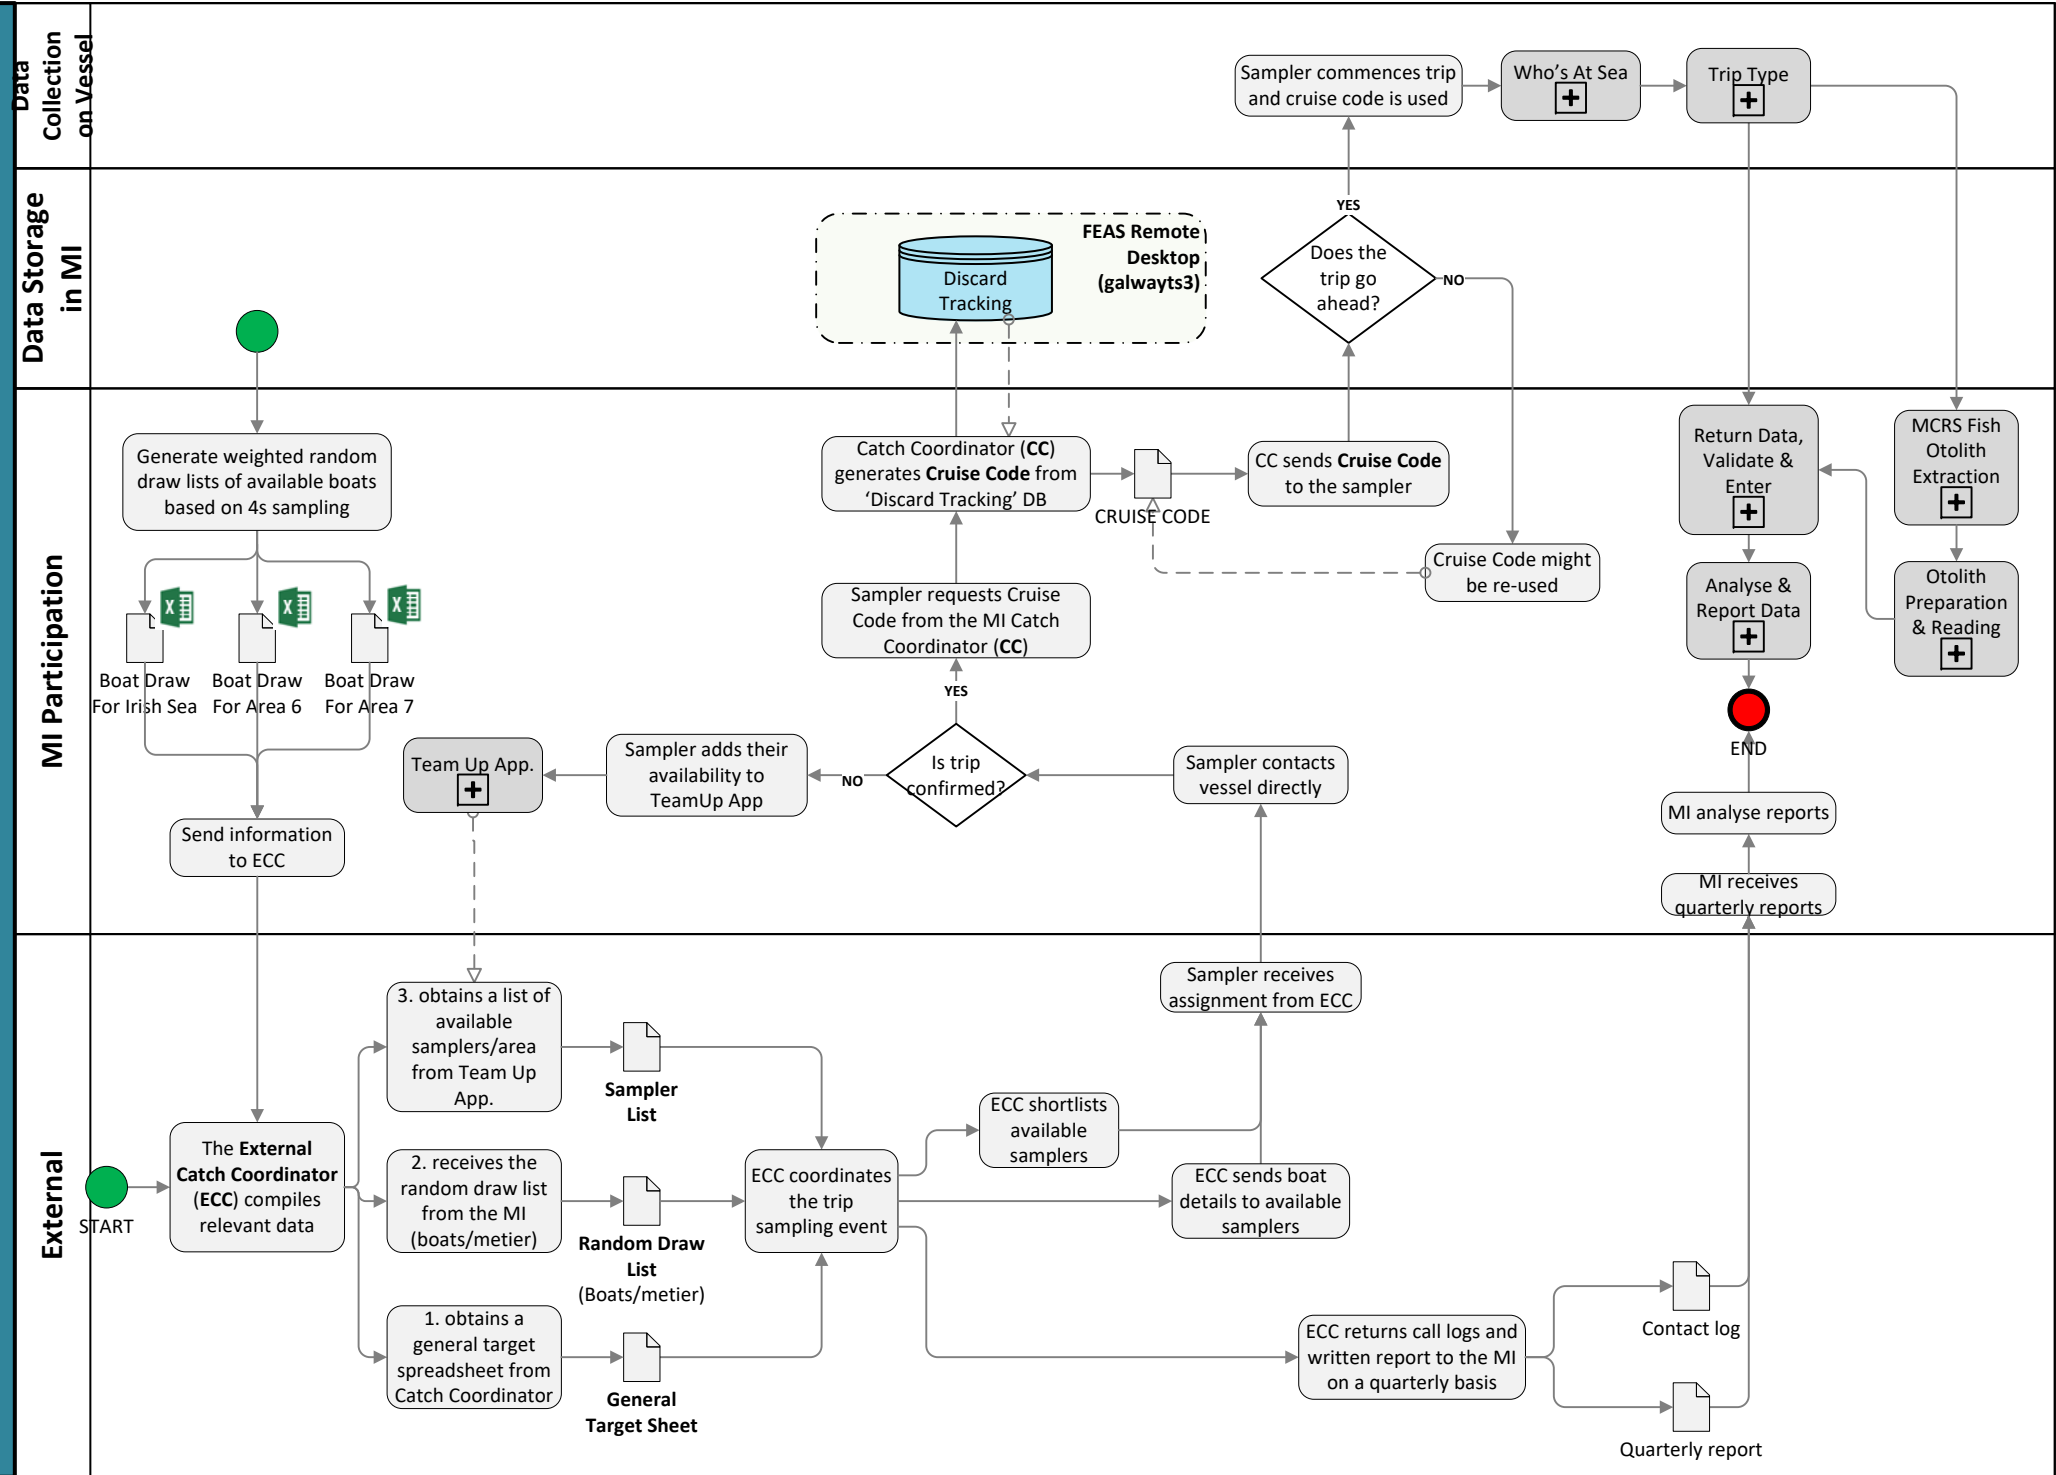 Data
Collection
on Vessel
Sampler commences trip
and cruise code is used
Who's At Sea
Trip Type
Data Storage
in MI
FEAS Remote
Desktop
(galwayts3)
Discard
Tracking
YES
Does the
trip go
ahead?
NO
MI Participation
Generate weighted random
draw lists of available boats
based on 4s sampling
Boat Draw
For Irish Sea
Boat Draw
For Area 6
Boat Draw
For Area 7
Send information
to ECC
Catch Coordinator (CC)
generates Cruise Code from
‘Discard Tracking’ DB
CRUISE CODE
CC sends Cruise Code
to the sampler
Cruise Code might
be re-used
Sampler requests Cruise
Code from the MI Catch
Coordinator (CC)
YES
Is trip
confirmed?
NO
Sampler adds their
availability to
TeamUp App
Team Up App.
Sampler contacts
vessel directly
Return Data,
Validate &
Enter
MCRS Fish
Otolith
Extraction
Analyse &
Report Data
Otolith
Preparation
& Reading
END
MI analyse reports
MI receives
quarterly reports
External
START
The External
Catch Coordinator
(ECC) compiles
relevant data
3. obtains a list of
available
samplers/area
from Team Up
App.
Sampler
List
2. receives the
random draw list
from the MI
(boats/metier)
Random Draw
List
(Boats/metier)
1. obtains a
general target
spreadsheet from
Catch Coordinator
General
Target Sheet
ECC coordinates
the trip
sampling event
ECC shortlists
available
samplers
ECC sends boat
details to available
samplers
Sampler receives
assignment from ECC
ECC returns call logs and
written report to the MI
on a quarterly basis
Contact log
Quarterly report